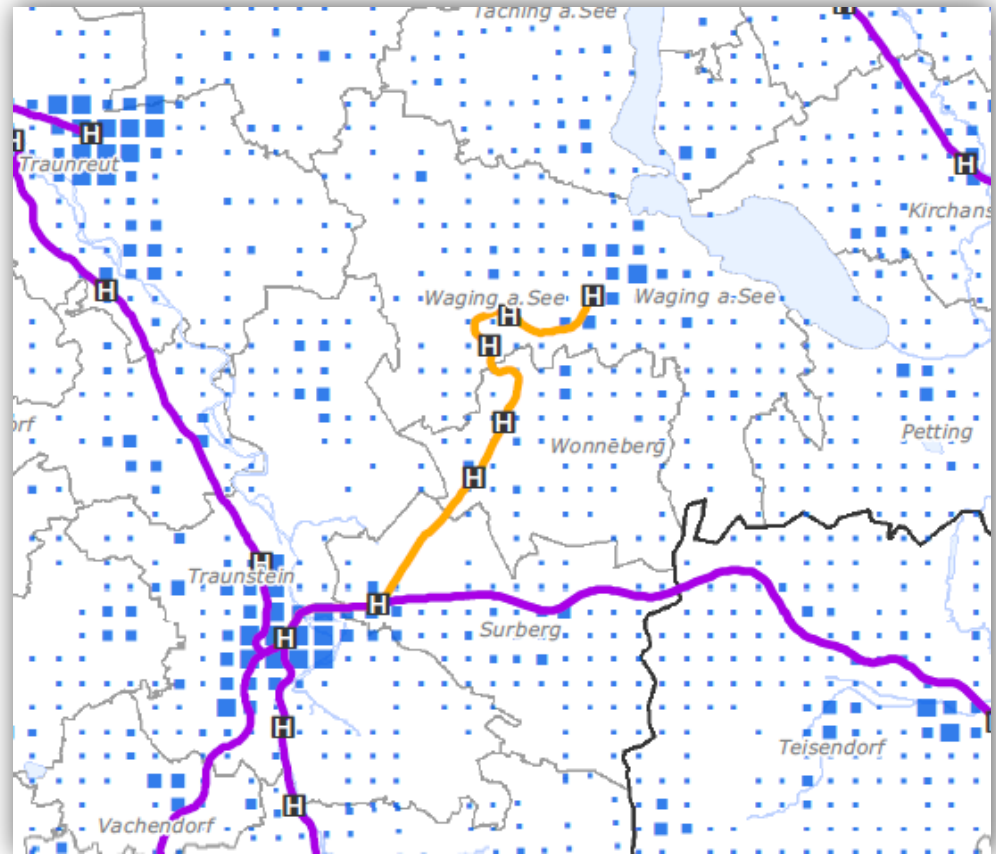 Taching a.See
H
H
H
Traunreut
H
Kirchans
H
Waging a.See
H
Waging a.See
H
H
orf
H
Wonneberg
Petting
H
H
Traunstein
H
Surberg
H
H
Teisendorf
H
Vachendorf